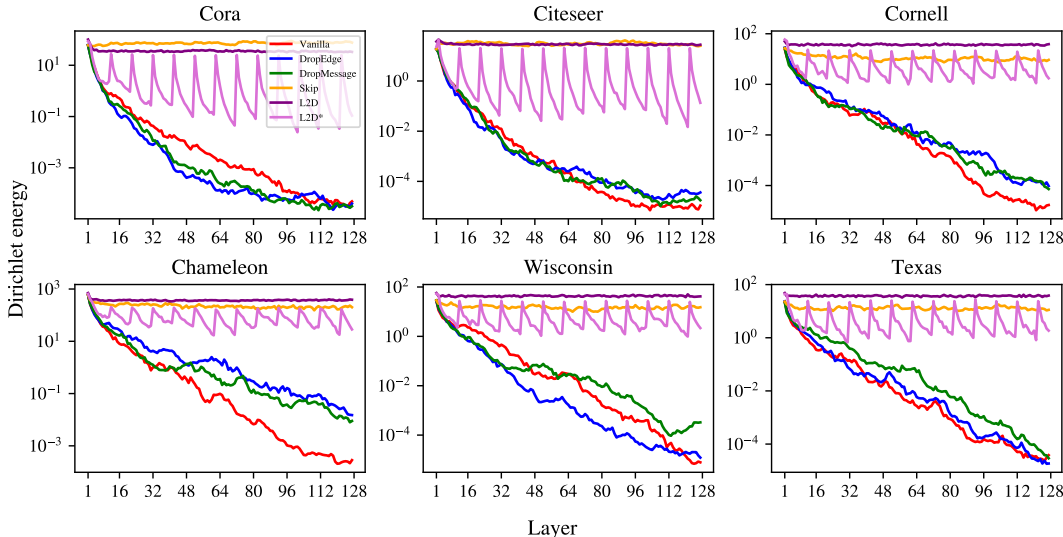 Cora
Citeseer
Cornell
Vanilla
DropEdge
DropMessage
Skip
L2D
L2D*
10^1
10^-1
10^-3
1 16 32 48 64 80 96 112 128
10^0
10^-2
10^-4
1 16 32 48 64 80 96 112 128
10^2
10^0
10^-2
10^-4
1 16 32 48 64 80 96 112 128
Dirichlet energy
Chameleon
Wisconsin
Texas
10^3
10^1
10^-1
10^-3
1 16 32 48 64 80 96 112 128
10^2
10^0
10^-2
10^-4
1 16 32 48 64 80 96 112 128
10^2
10^0
10^-2
10^-4
1 16 32 48 64 80 96 112 128
Layer